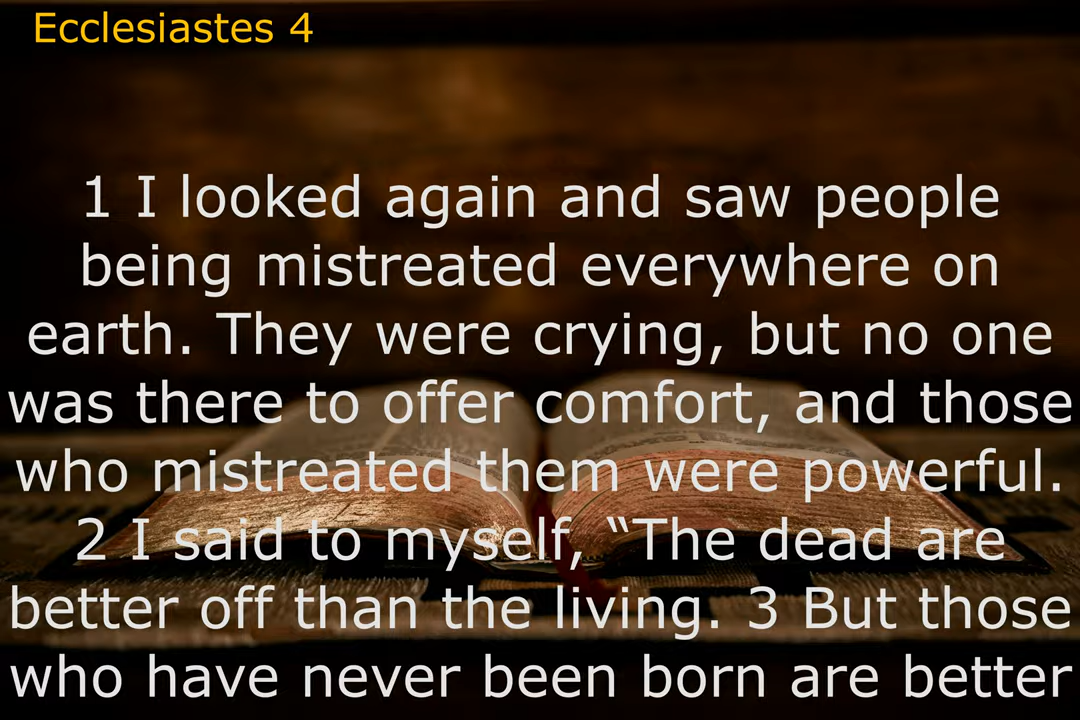 Ecclesiastes 4
1 I looked again and saw people
being mistreated everywhere on
earth. They were crying, but no one
was there to offer comfort, and those
who mistreated them were powerful.
2 I said to myself, “The dead are
better off than the living. 3 But those
who have never been born are better